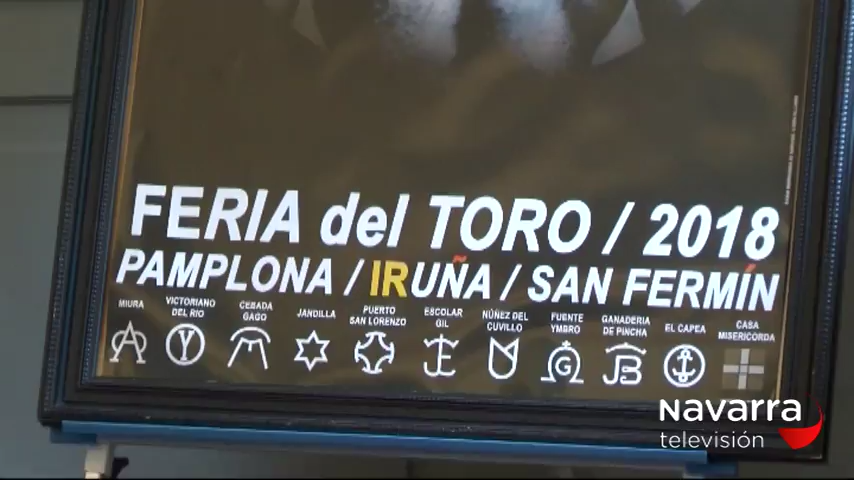 FERIA del TORO / 2018
PAMPLONA / IRUÑA / SAN FERMÍN
MIURA
VICTORIANO
DEL RIO
CEBADA
GAGO
JANDILLA
PUERTO
SAN LORENZO
ESCOLAR
GIL
NÚÑEZ DEL
CUVILLO
FUENTE
YMBRO
GANADERIA
DE PINCHA
EL CAPEA
CASA
MISERICORDIA
Navarra
televisión